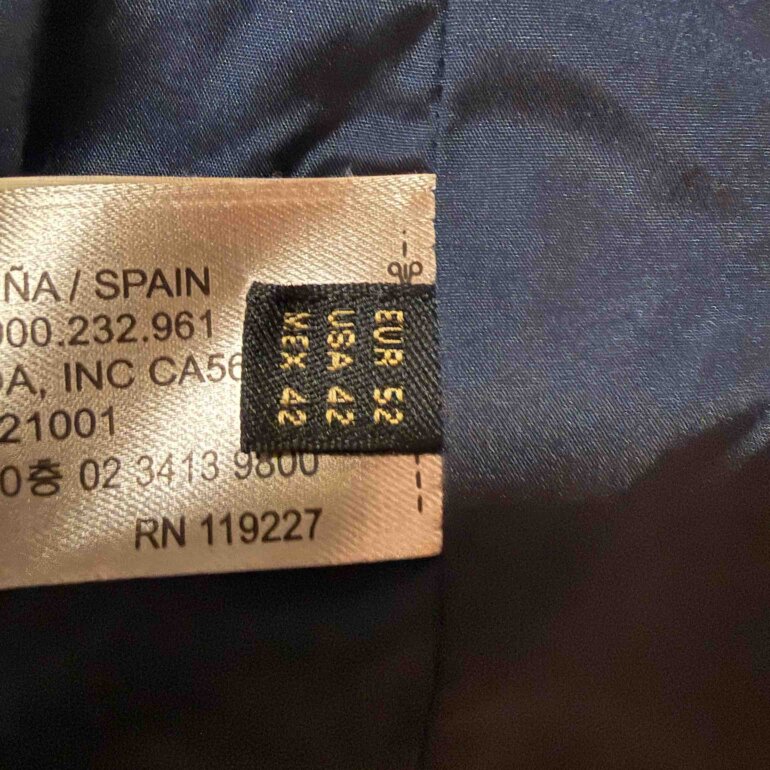 ÑA / SPAIN
000.232.961
DA, INC CA56
21001
0층 02 3413 9800
RN 119227
EUR 52
USA 42
MEX 42